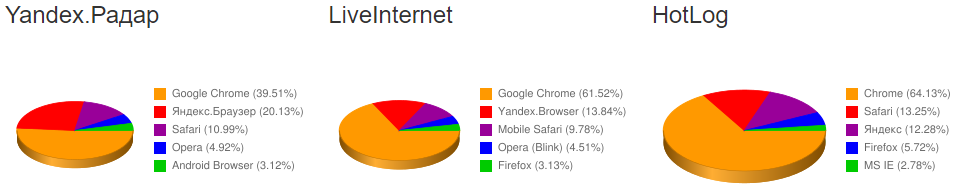 Yandex.Радар
Google Chrome (39.51%)
Яндекс.Браузер (20.13%)
Safari (10.99%)
Opera (4.92%)
Android Browser (3.12%)
LiveInternet
Google Chrome (61.52%)
Yandex.Browser (13.84%)
Mobile Safari (9.78%)
Opera (Blink) (4.51%)
Firefox (3.13%)
HotLog
Chrome (64.13%)
Safari (13.25%)
Яндекс (12.28%)
Firefox (5.72%)
MS IE (2.78%)